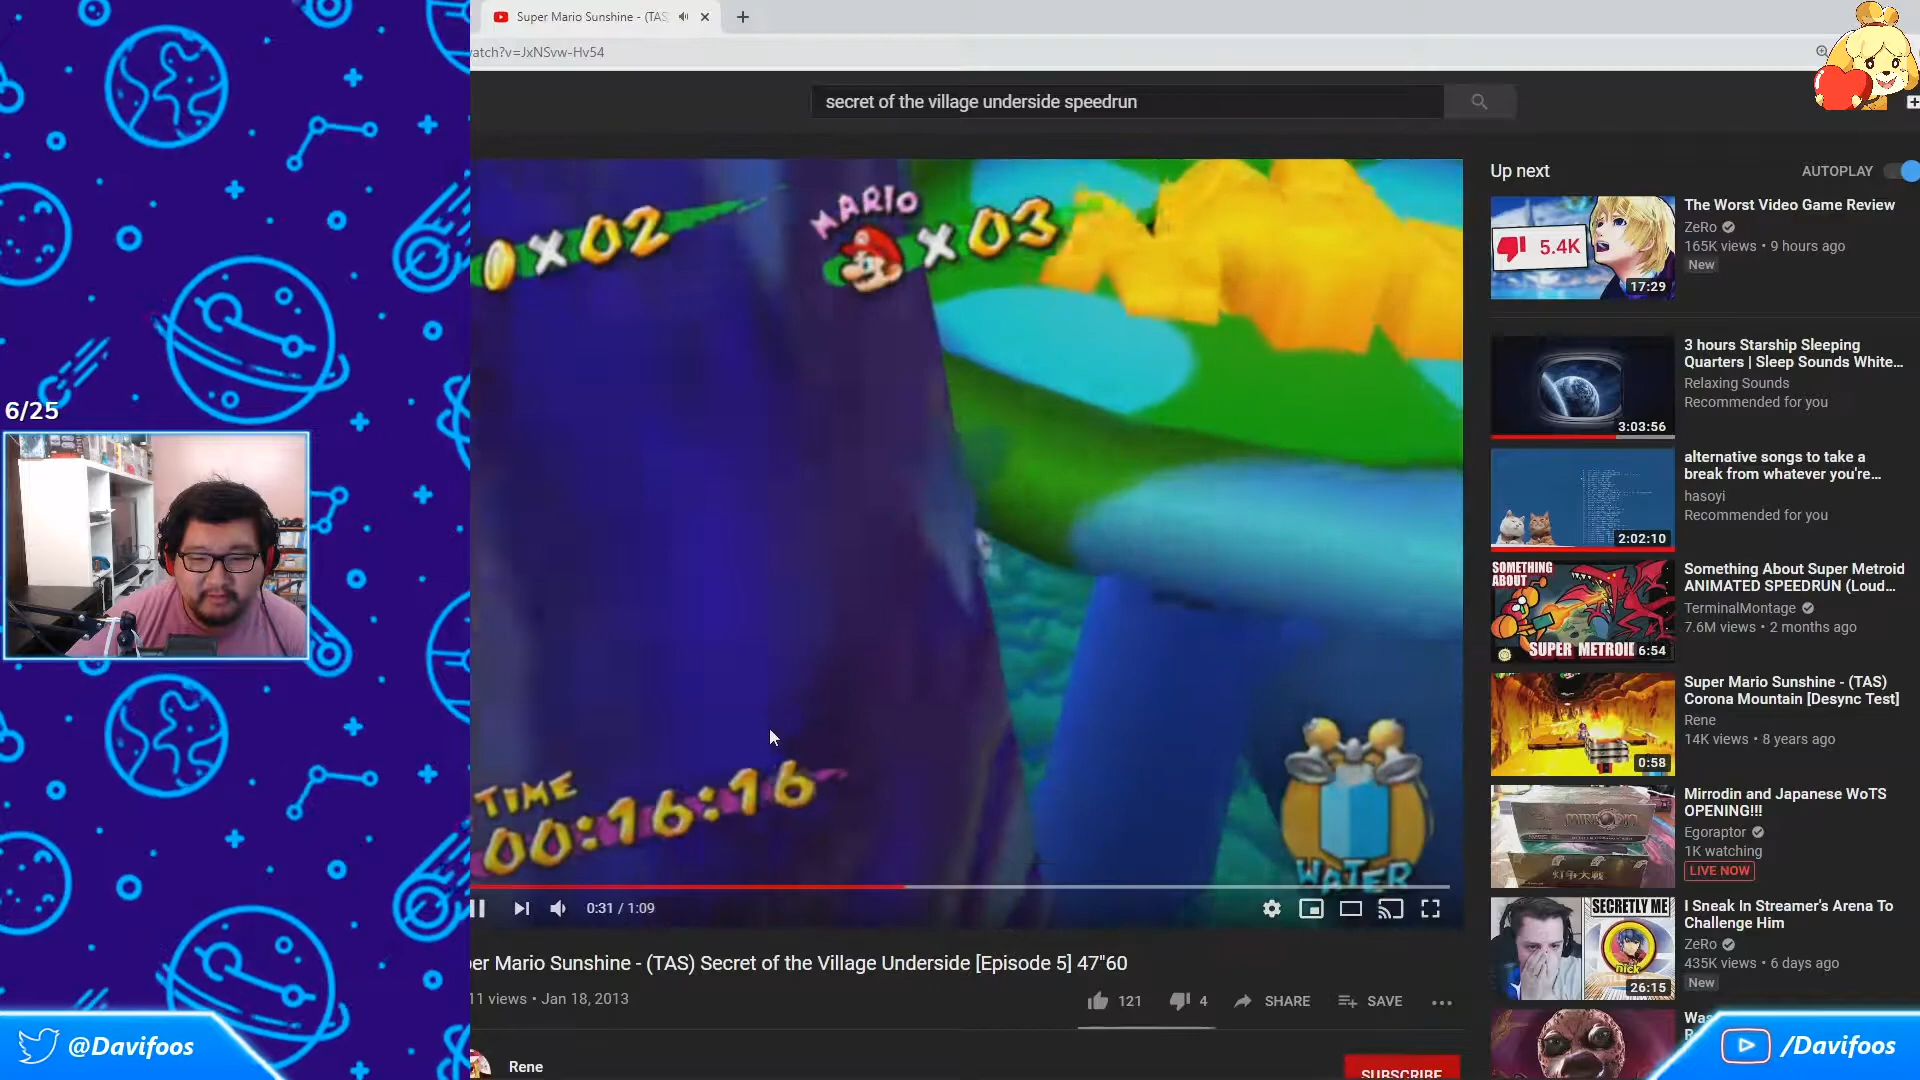 Super Mario Sunshine - (TAS
watch?v=JxNSvw-Hv54
secret of the village underside speedrun
x02
MARIO
x03
TIME
00:16:16
WATER
0:31 / 1:09
er Mario Sunshine - (TAS) Secret of the Village Underside [Episode 5] 47"60
11 views • Jan 18, 2013
121
4
SHARE
SAVE
Rene
SUBSCRIBE
Up next
AUTOPLAY
5.4K
17:29
The Worst Video Game Review
ZeRo
165K views • 9 hours ago
New
3:03:56
3 hours Starship Sleeping
Quarters | Sleep Sounds White...
Relaxing Sounds
Recommended for you
2:02:10
alternative songs to take a
break from whatever you're...
hasoyi
Recommended for you
SOMETHING
ABOUT
SUPER METROID
6:54
Something About Super Metroid
ANIMATED SPEEDRUN (Loud...
TerminalMontage
7.6M views • 2 months ago
0:58
Super Mario Sunshine - (TAS)
Corona Mountain [Desync Test]
Rene
14K views • 8 years ago
Mirrodin and Japanese WoTS
OPENING!!!
Egoraptor
1K watching
LIVE NOW
SECRETLY ME
nick
26:15
I Sneak In Streamer's Arena To
Challenge Him
ZeRo
435K views • 6 days ago
New
6/25
@Davifoos
/Davifoos